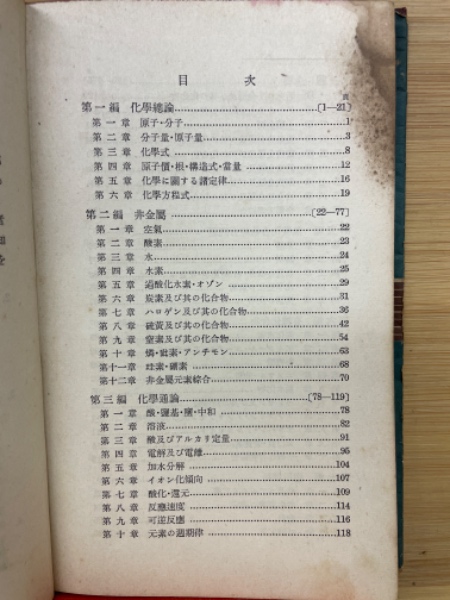 目次
頁
第一編 化學總論……………〔1—21〕
第一章 原子・分子……………1
第二章 分子量・原子量……………3
第三章 化學式……………8
第四章 原子價・根・構造式・當量……………12
第五章 化學に關する諸定律……………16
第六章 化學方程式……………19
第二編 非金屬……………〔22—77〕
第一章 空氣……………22
第二章 酸素……………23
第三章 水……………24
第四章 水素……………25
第五章 過酸化水素・オゾン……………29
第六章 炭素及び其の化合物……………31
第七章 ハロゲン及び其の化合物……………36
第八章 硫黃及び其の化合物……………42
第九章 窒素及び其の化合物……………54
第十章 燐・砒素・アンチモン……………63
第十一章 珪素・硼素……………68
第十二章 非金屬元素綜合……………70
第三編 化學通論……………〔78—119〕
第一章 酸・鹽基・鹽・中和……………78
第二章 溶液……………82
第三章 酸及びアルカリ定量……………91
第四章 電解及び電離……………95
第五章 加水分解……………104
第六章 イオン化傾向……………107
第七章 酸化・還元……………109
第八章 反應速度……………114
第九章 可逆反應……………116
第十章 元素の週期律……………118